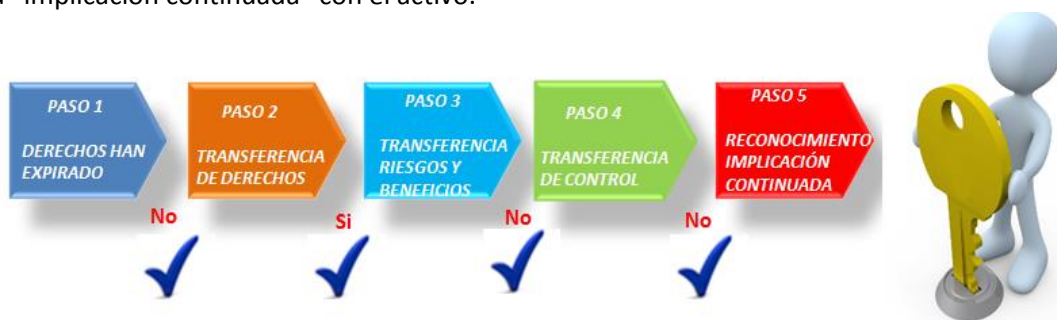 "implicación continuada" con el activo.
PASO 1
DERECHOS HAN
EXPIRADO
No
PASO 2
TRANSFERENCIA
DE DERECHOS
Si
PASO 3
TRANSFERENCIA
RIESGOS Y
BENEFICIOS
No
PASO 4
TRANSFERENCIA
DE CONTROL
No
PASO 5
RECONOCIMIENTO
IMPLICACIÓN
CONTINUADA